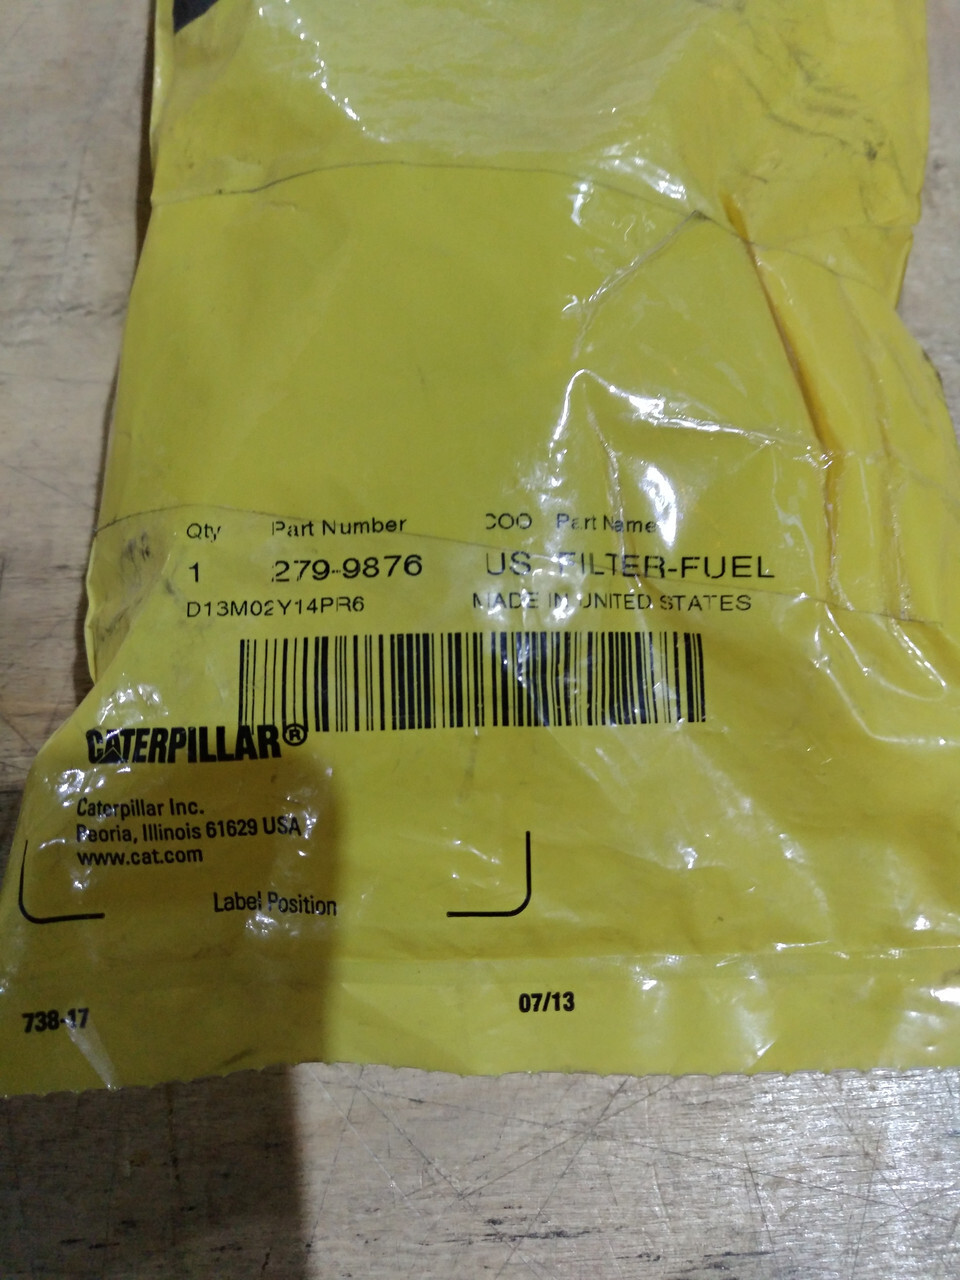 Qty Part Number COO Part Name
1 279-9876 US FILTER-FUEL
D13M02Y14PR6 MADE IN UNITED STATES
CATERPILLAR®
Caterpillar Inc.
Peoria, Illinois 61629 USA
www.cat.com
Label Position
738-17 07/13